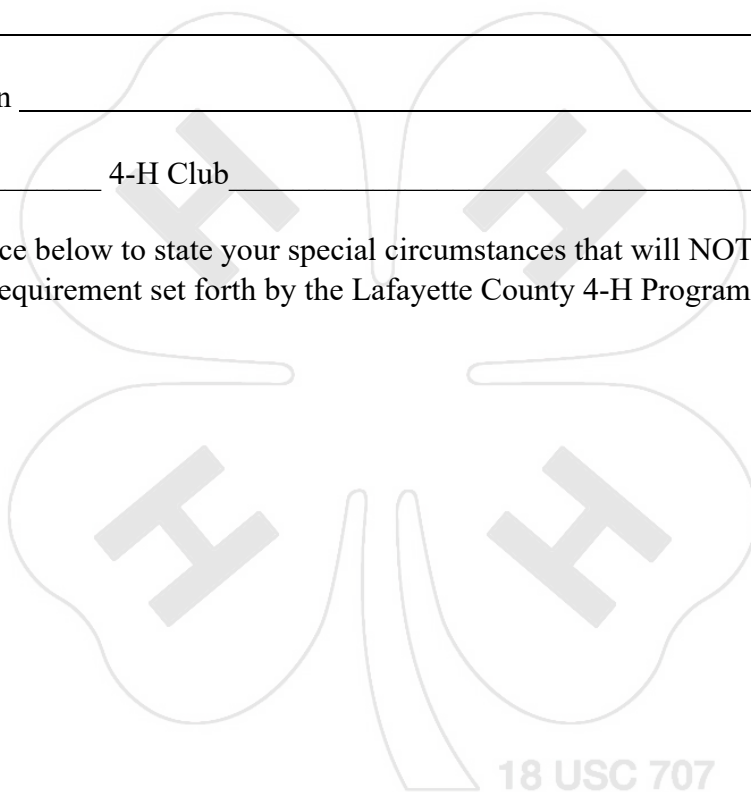 n
4-H Club
ce below to state your special circumstances that will NOT
equirement set forth by the Lafayette County 4-H Program
H H
H H
18 USC 707